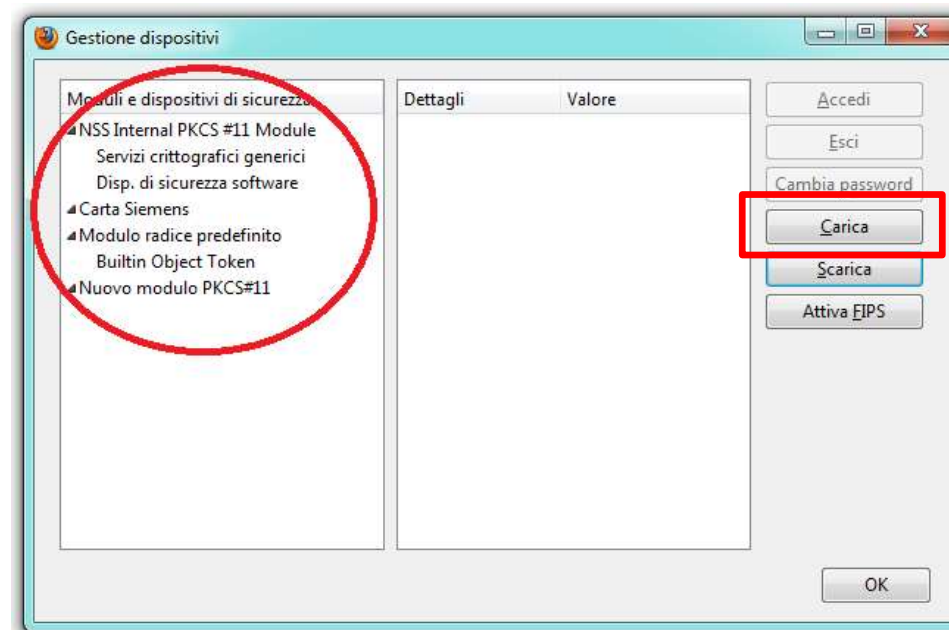 Gestione dispositivi
Moduli e dispositivi di sicurezza
Dettagli Valore
NSS Internal PKCS #11 Module
Servizi crittografici generici
Disp. di sicurezza software
Carta Siemens
Modulo radice predefinito
Builtin Object Token
Nuovo modulo PKCS#11
Accedi
Esci
Cambia password
Carica
Scarica
Attiva FIPS
OK